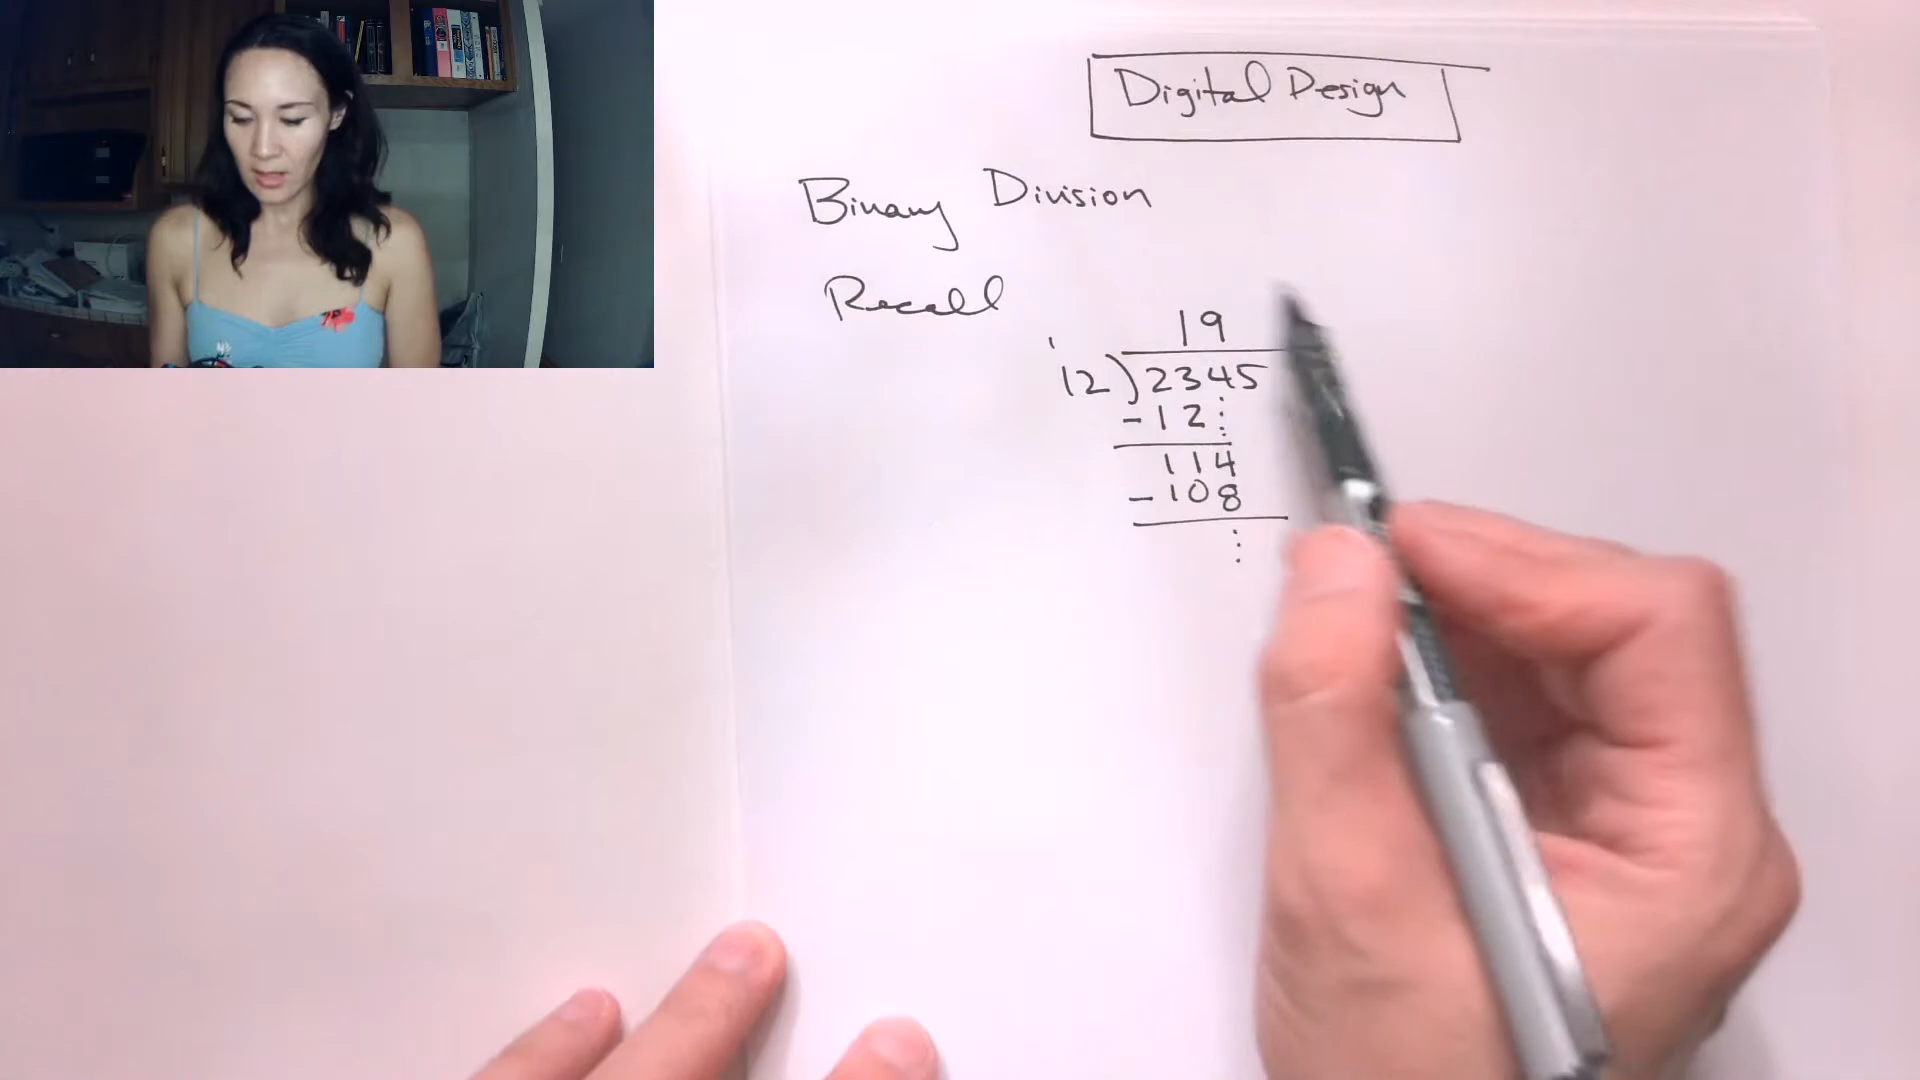 Digital Design
Binary Division
Recall
19
12)2345
-12
114
-108